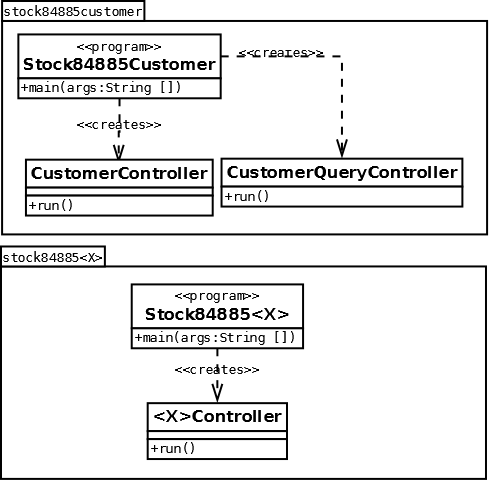 stock84885customer
<<program>>
Stock84885Customer
+main(args:String [])
<<creates>>
<<creates>>
CustomerController
+run()
CustomerQueryController
+run()
stock84885<X>
<<program>>
Stock84885<X>
+main(args:String [])
<<creates>>
<X>Controller
+run()